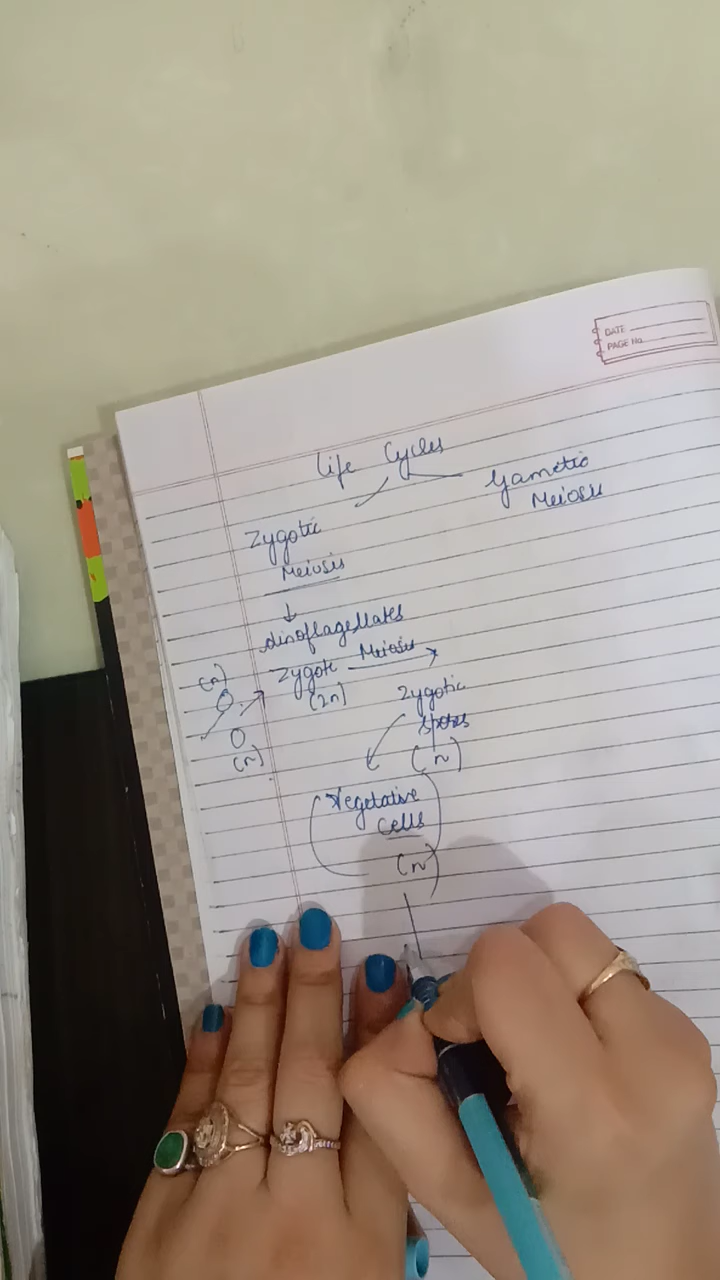 DATE
PAGE No.
Life Cycles
Zygotic
Meiosis
Gametic
Meiosis
dinoflagellates
(n)
Zygote Meiosis
(2n)
(n)
Zygotic
spores
(n)
Vegetative
Cells
(n)